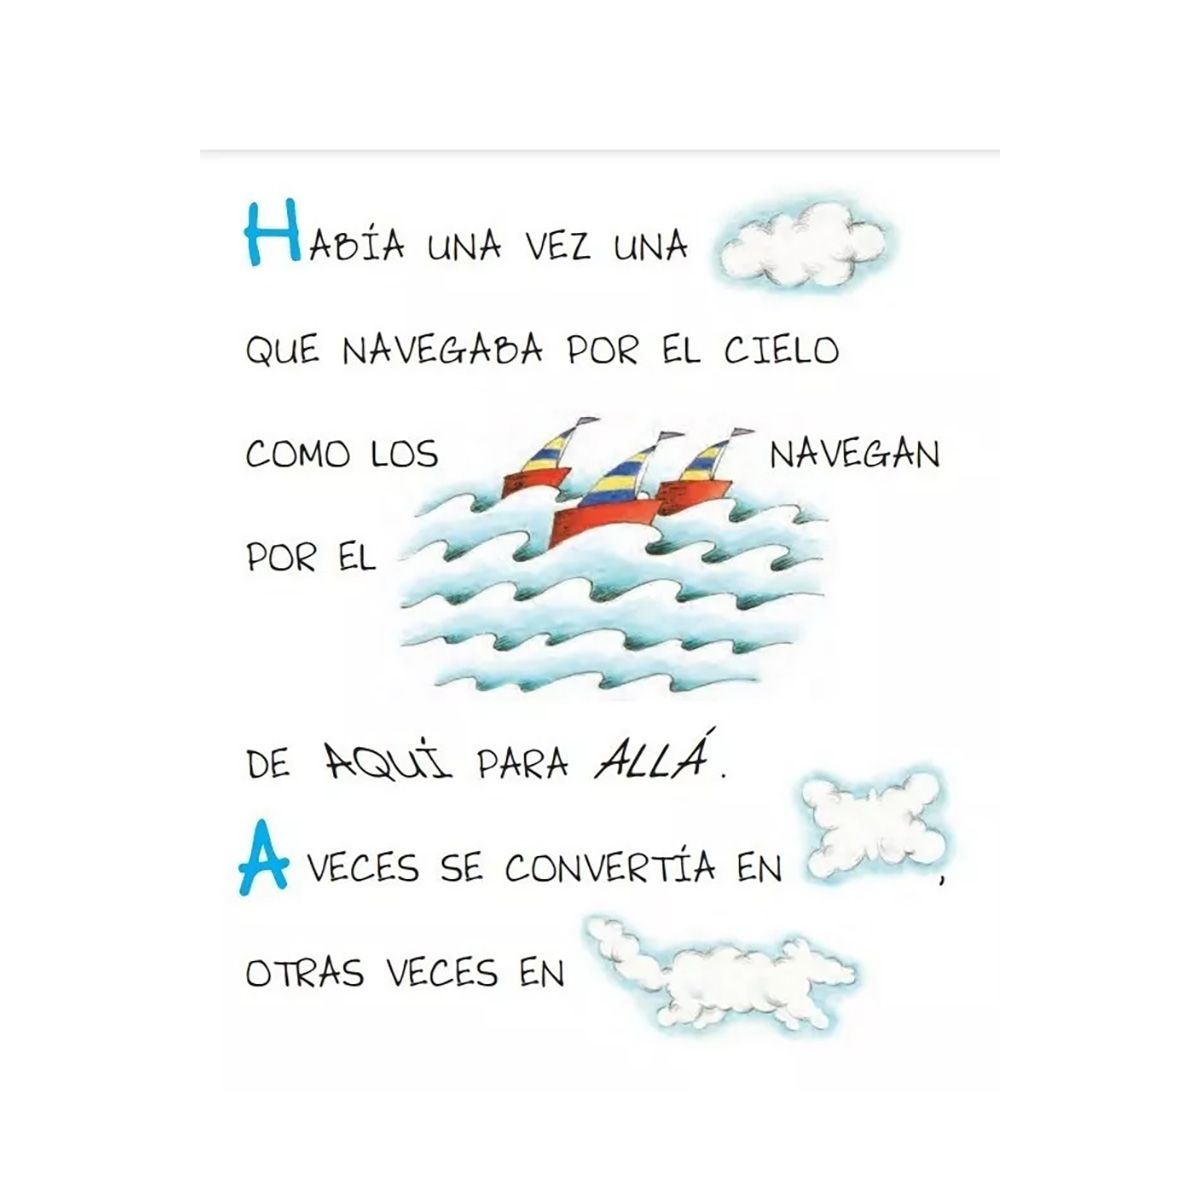 HABÍA UNA VEZ UNA
QUE NAVEGABA POR EL CIELO
COMO LOS NAVEGAN
POR EL
DE AQUÍ PARA ALLÁ.
A VECES SE CONVERTÍA EN ,
OTRAS VECES EN